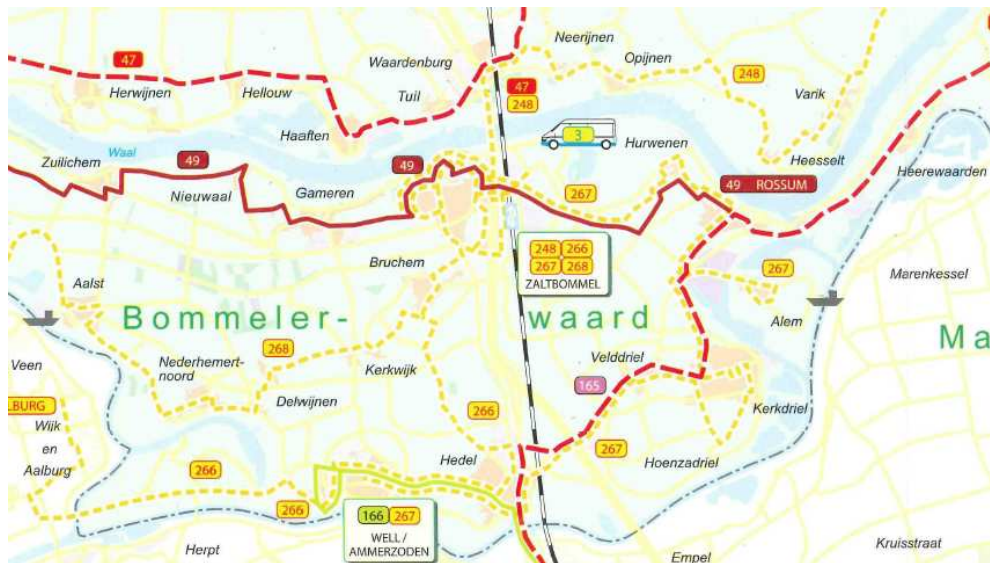 Neerijnen
47
Waardenburg
Opijnen
248
Herwijnen
Hellouw
Tuil
47
248
Varik
Haaften
3
Hurwenen
Zuilichem
Waal
49
49
Heesselt
Heerewaarden
Nieuwaal
Gameren
267
49 ROSSUM
248 266
267 268
ZALTBOMMEL
Bruchem
267
Marenkessel
Aalst
Alem
Bommeler-
waard
Ma
268
Velddriel
Veen
Nederhemert-
noord
Kerkwijk
165
Delwijnen
LBURG
266
Kerkdriel
Wijk
en
Aalburg
267
266
Hedel
Hoenzadriel
266
166 267
WELL /
AMMERZODEN
Herpt
Empel
Kruisstraat